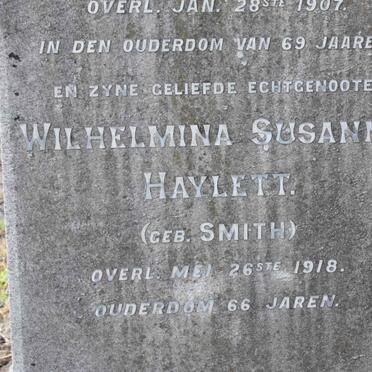 OVERL. JAN. 28STE 1907.
IN DEN OUDERDOM VAN 69 JAARE
EN ZYNE GELIEFDE ECHTGENOOTE
WILHELMINA SUSANN
HAYLETT.
(GEB. SMITH)
OVERL. MEI 26STE 1918.
OUDERDOM 66 JAREN.